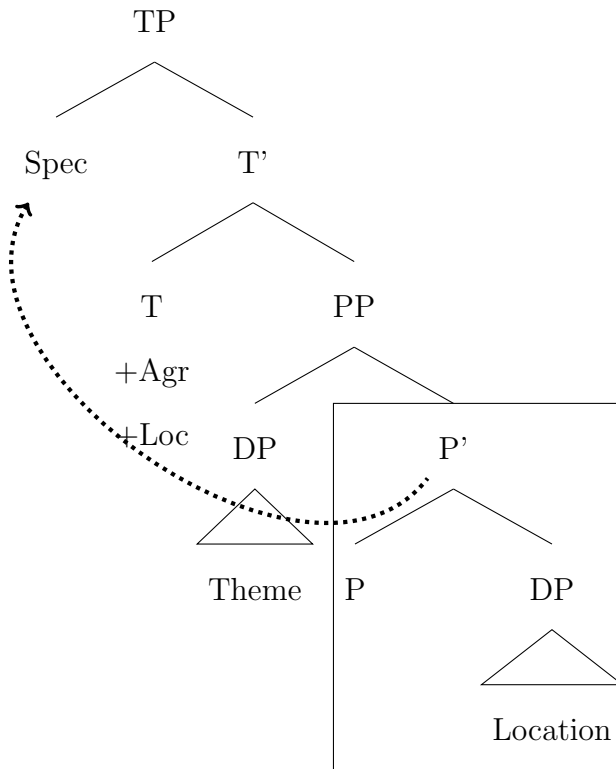 TP
Spec T'
T PP
+Agr
+Loc DP P'
Theme P DP
Location